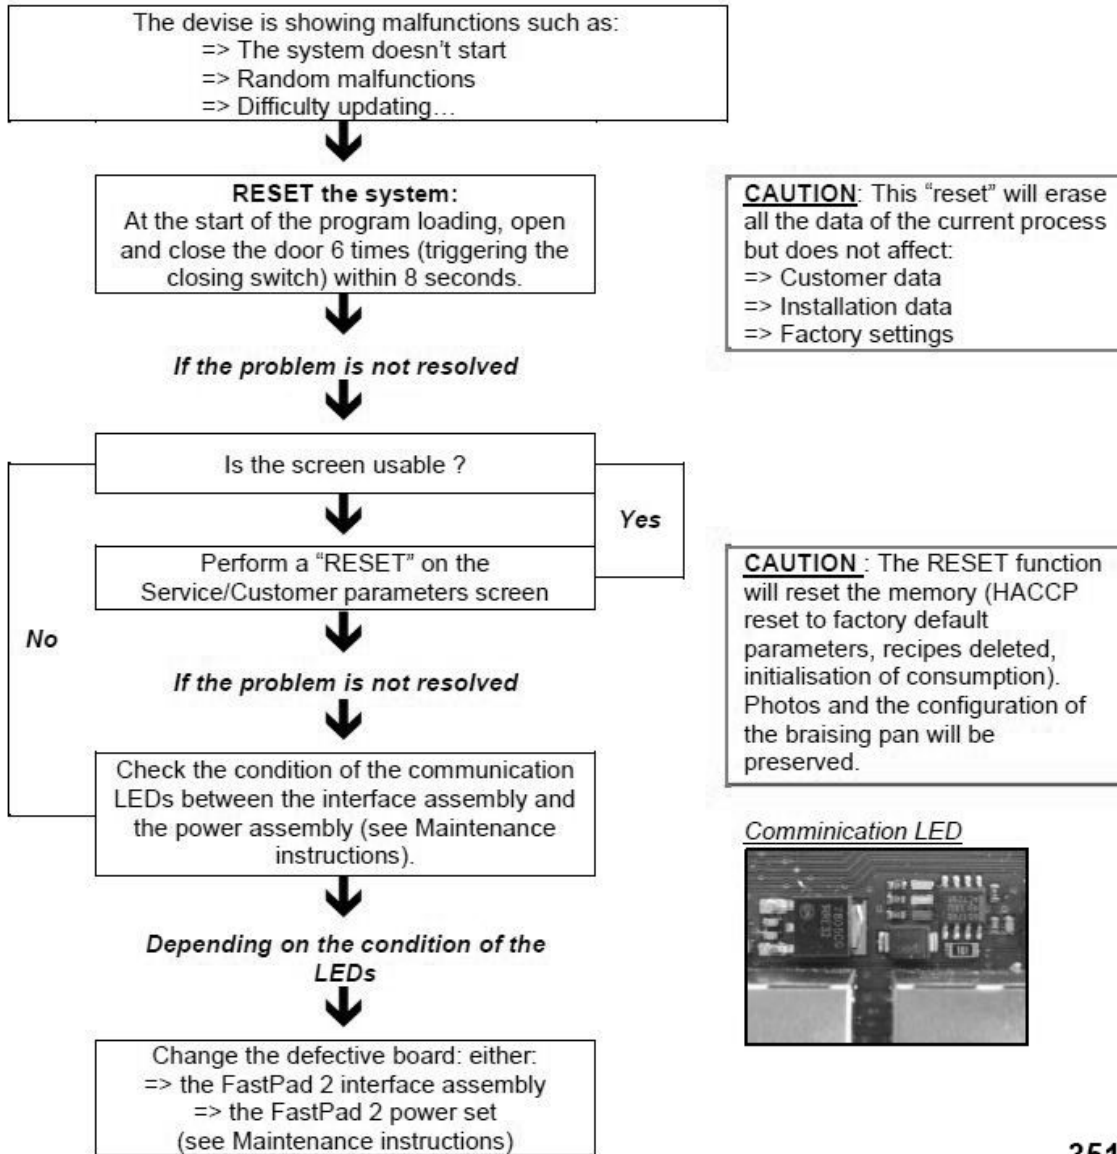 The devise is showing malfunctions such as:
=> The system doesn't start
=> Random malfunctions
=> Difficulty updating…
RESET the system:
At the start of the program loading, open
and close the door 6 times (triggering the
closing switch) within 8 seconds.
CAUTION: This “reset” will erase
all the data of the current process
but does not affect:
=> Customer data
=> Installation data
=> Factory settings
If the problem is not resolved
Is the screen usable ?
Yes
Perform a “RESET” on the
Service/Customer parameters screen
No
CAUTION : The RESET function
will reset the memory (HACCP
reset to factory default
parameters, recipes deleted,
initialisation of consumption).
Photos and the configuration of
the braising pan will be
preserved.
If the problem is not resolved
Check the condition of the communication
LEDs between the interface assembly and
the power assembly (see Maintenance
instructions).
Comminication LED
Depending on the condition of the
LEDs
Change the defective board: either:
=> the FastPad 2 interface assembly
=> the FastPad 2 power set
(see Maintenance instructions)